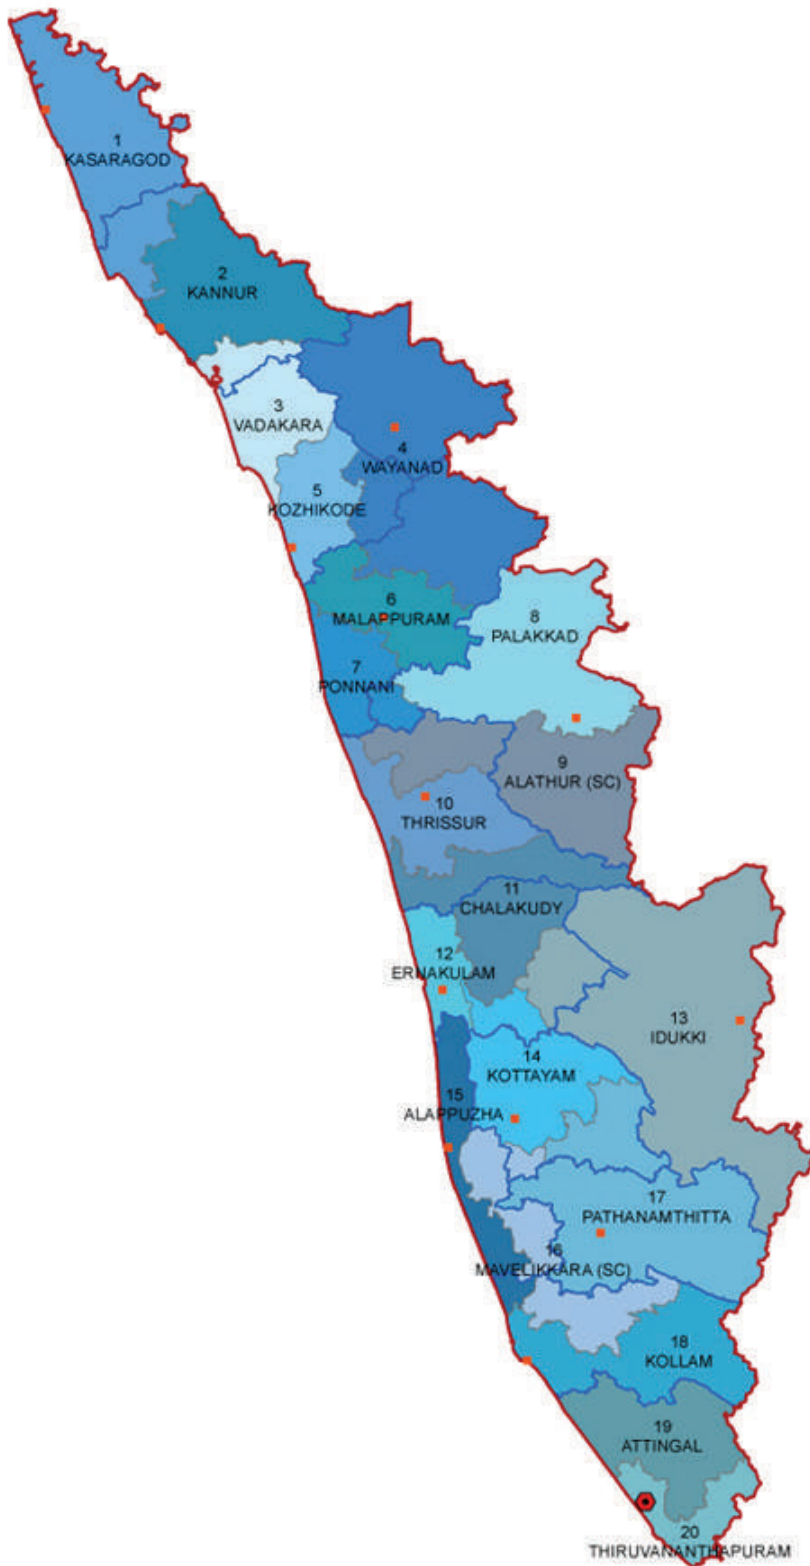 1
KASARAGOD
2
KANNUR
3
VADAKARA
4
WAYANAD
5
KOZHIKODE
6
MALAPPURAM
7
PONNANI
8
PALAKKAD
9
ALATHUR (SC)
10
THRISSUR
11
CHALAKUDY
12
ERNAKULAM
13
IDUKKI
14
KOTTAYAM
15
ALAPPUZHA
16
MAVELIKKARA (SC)
17
PATHANAMTHITTA
18
KOLLAM
19
ATTINGAL
20
THIRUVANANTHAPURAM